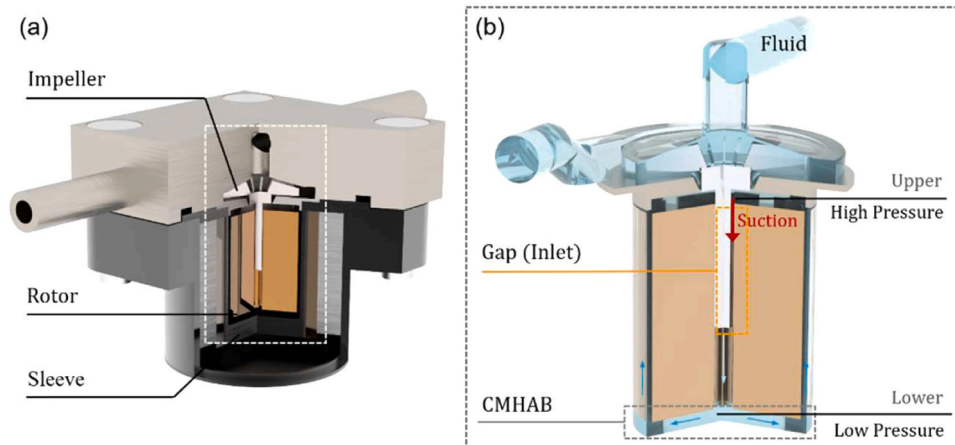 (a)
Impeller
Rotor
Sleeve
(b)
Fluid
Upper
High Pressure
Suction
Gap (Inlet)
CMHAB
Lower
Low Pressure